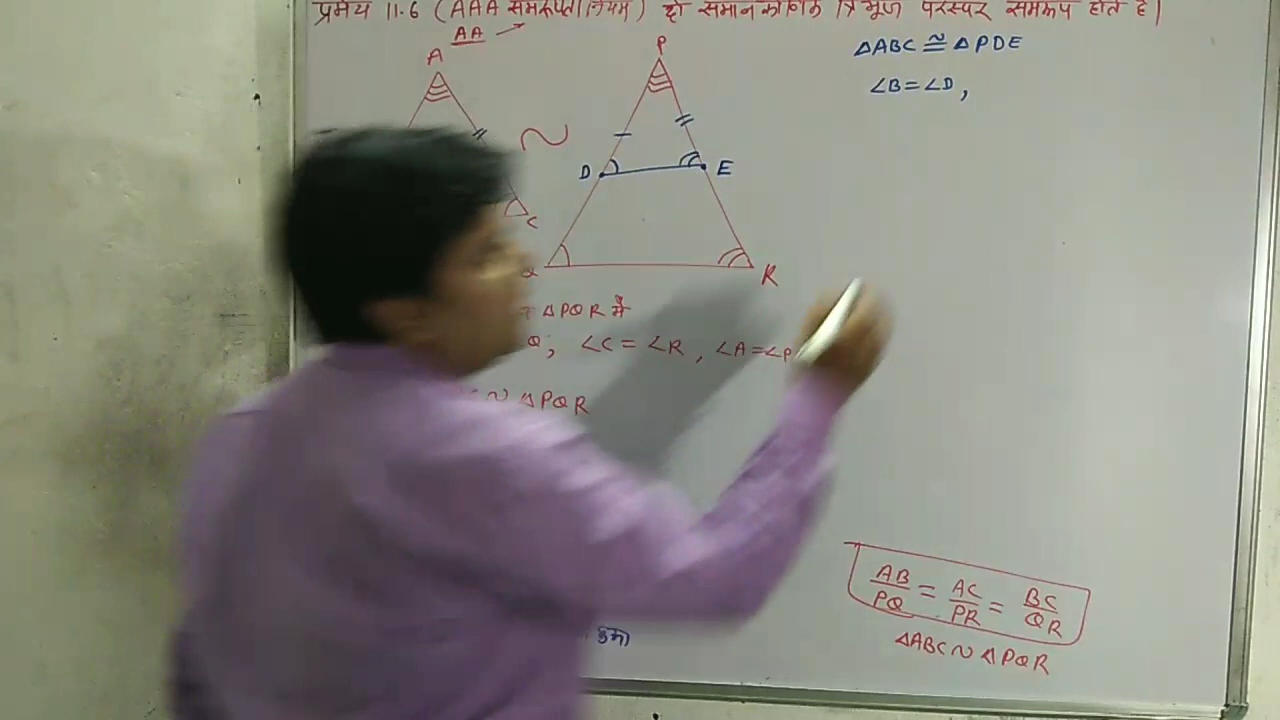 प्रमेय 11.6 (AAA समरूपता नियम) दो समान कोणिक त्रिभुज परस्पर समरूप होते है।
AA →
A
P
~
D
E
C
Q
R
△ABC ≅ △PDE
∠B = ∠D,
△PQR में
Q; ∠C = ∠R, ∠A = ∠P
~ △PQR
AB/PQ = AC/PR = BC/QR
△ABC ~ △PQR